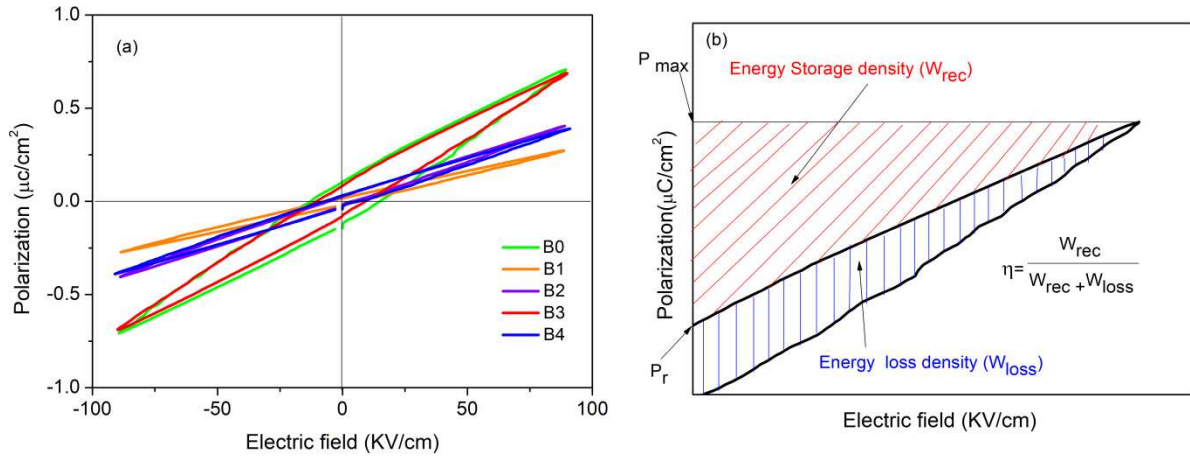 (a)
1.0
0.5
0.0
-0.5
-1.0
-100
-50
0
50
100
Polarization (μc/cm²)
Electric field (KV/cm)
B0
B1
B2
B3
B4
(b)
P max
Energy Storage density (Wrec)
Polarization(μC/cm²)
η= Wrec
Wrec +Wloss
Pr
Energy loss density (Wloss)
Electric field (KV/cm)